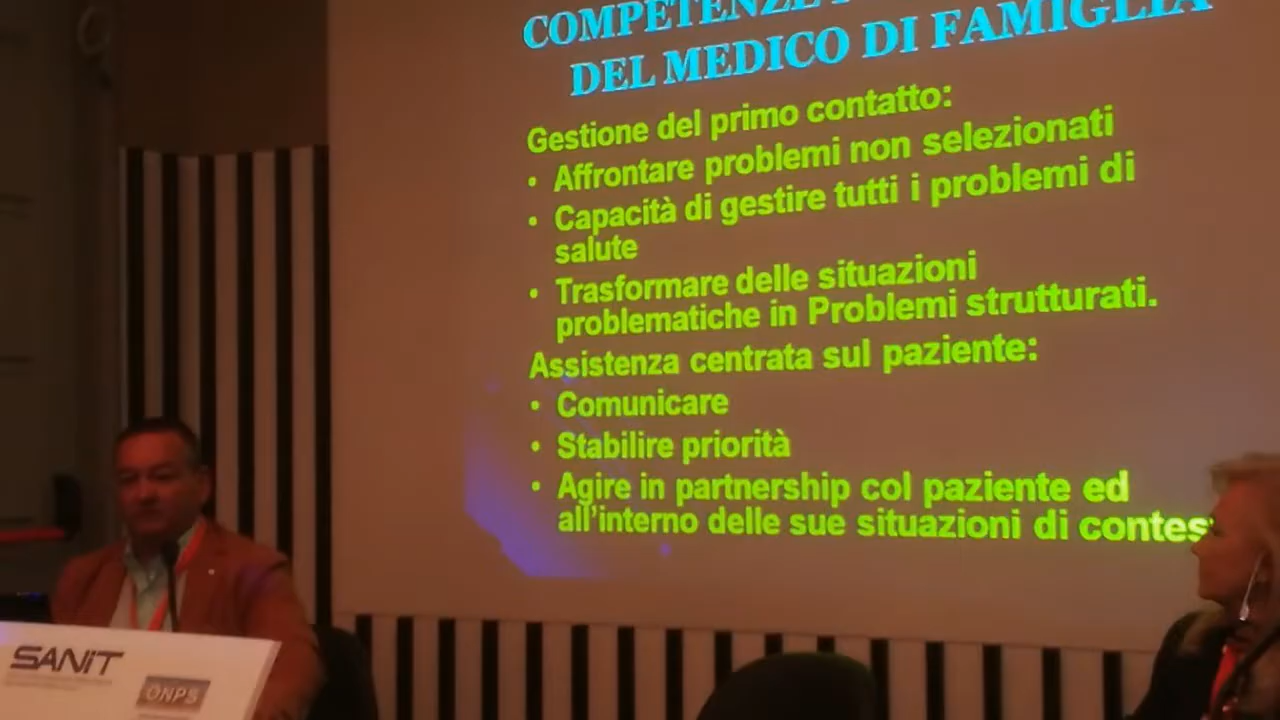 COMPETENZE
DEL MEDICO DI FAMIGLIA
Gestione del primo contatto:
• Affrontare problemi non selezionati
• Capacità di gestire tutti i problemi di
salute
• Trasformare delle situazioni
problematiche in Problemi strutturati.
Assistenza centrata sul paziente:
• Comunicare
• Stabilire priorità
• Agire in partnership col paziente ed
all'interno delle sue situazioni di contes
SANiT
ONPS